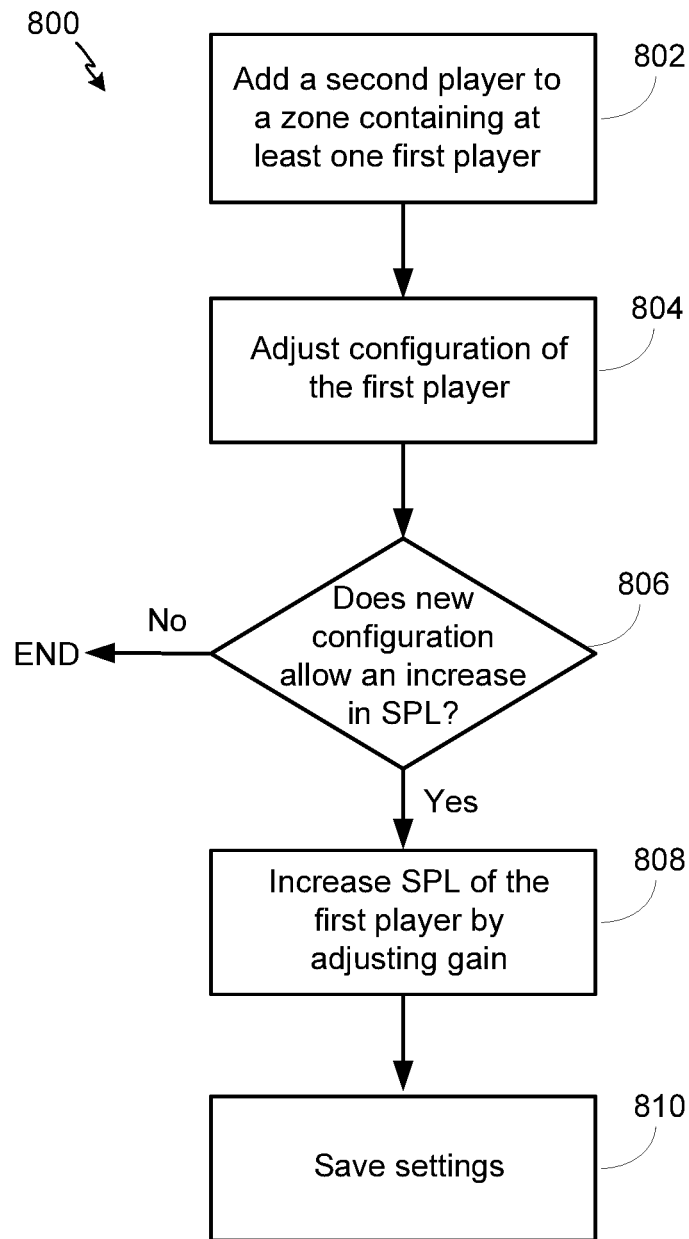 800
802
Add a second player to
a zone containing at
least one first player
804
Adjust configuration of
the first player
806
Does new
configuration
allow an increase
in SPL?
No
END
Yes
808
Increase SPL of the
first player by
adjusting gain
810
Save settings